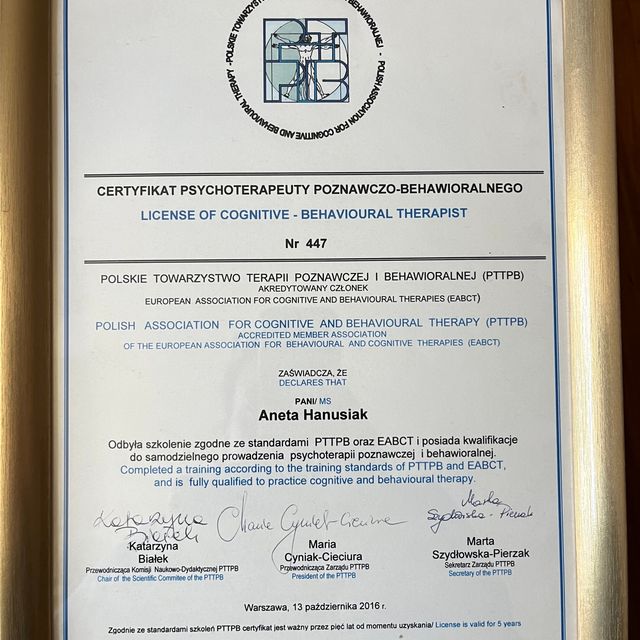 POLSKIE TOWARZYSTWO BEHAWIORALNEJ - POLISH ASSOCIATION FOR COGNITIVE AND BEHAVIOURAL THERAPY -
PTTPB
CERTYFIKAT PSYCHOTERAPEUTY POZNAWCZO-BEHAWIORALNEGO
LICENSE OF COGNITIVE - BEHAVIOURAL THERAPIST
Nr 447
POLSKIE TOWARZYSTWO TERAPII POZNAWCZEJ I BEHAWIORALNEJ (PTTPB)
AKREDYTOWANY CZŁONEK
EUROPEAN ASSOCIATION FOR COGNITIVE AND BEHAVIOURAL THERAPIES (EABCT)
POLISH ASSOCIATION FOR COGNITIVE AND BEHAVIOURAL THERAPY (PTTPB)
ACCREDITED MEMBER ASSOCIATION
OF THE EUROPEAN ASSOCIATION FOR BEHAVIOURAL AND COGNITIVE THERAPIES (EABCT)
ZAŚWIADCZA, ŻE
DECLARES THAT
PANI/ MS
Aneta Hanusiak
Odbyła szkolenie zgodne ze standardami PTTPB oraz EABCT i posiada kwalifikacje
do samodzielnego prowadzenia psychoterapii poznawczej i behawioralnej.
Completed a training according to the training standards of PTTPB and EABCT,
and is fully qualified to practice cognitive and behavioural therapy.
Katarzyna Białek
Maria Cyniak-Cieciura
Marta Szydłowska-Pierzak
Katarzyna
Białek
Przewodnicząca Komisji Naukowo-Dydaktycznej PTTPB
Chair of the Scientific Commitee of the PTTPB
Maria
Cyniak-Cieciura
Przewodnicząca Zarządu PTTPB
President of the PTTPB
Marta
Szydłowska-Pierzak
Sekretarz Zarządu PTTPB
Secretary of the PTTPB
Warszawa, 13 października 2016 r.
Zgodnie ze standardami szkoleń PTTPB certyfikat jest ważny przez pięć lat od momentu uzyskania/ License is valid for 5 years